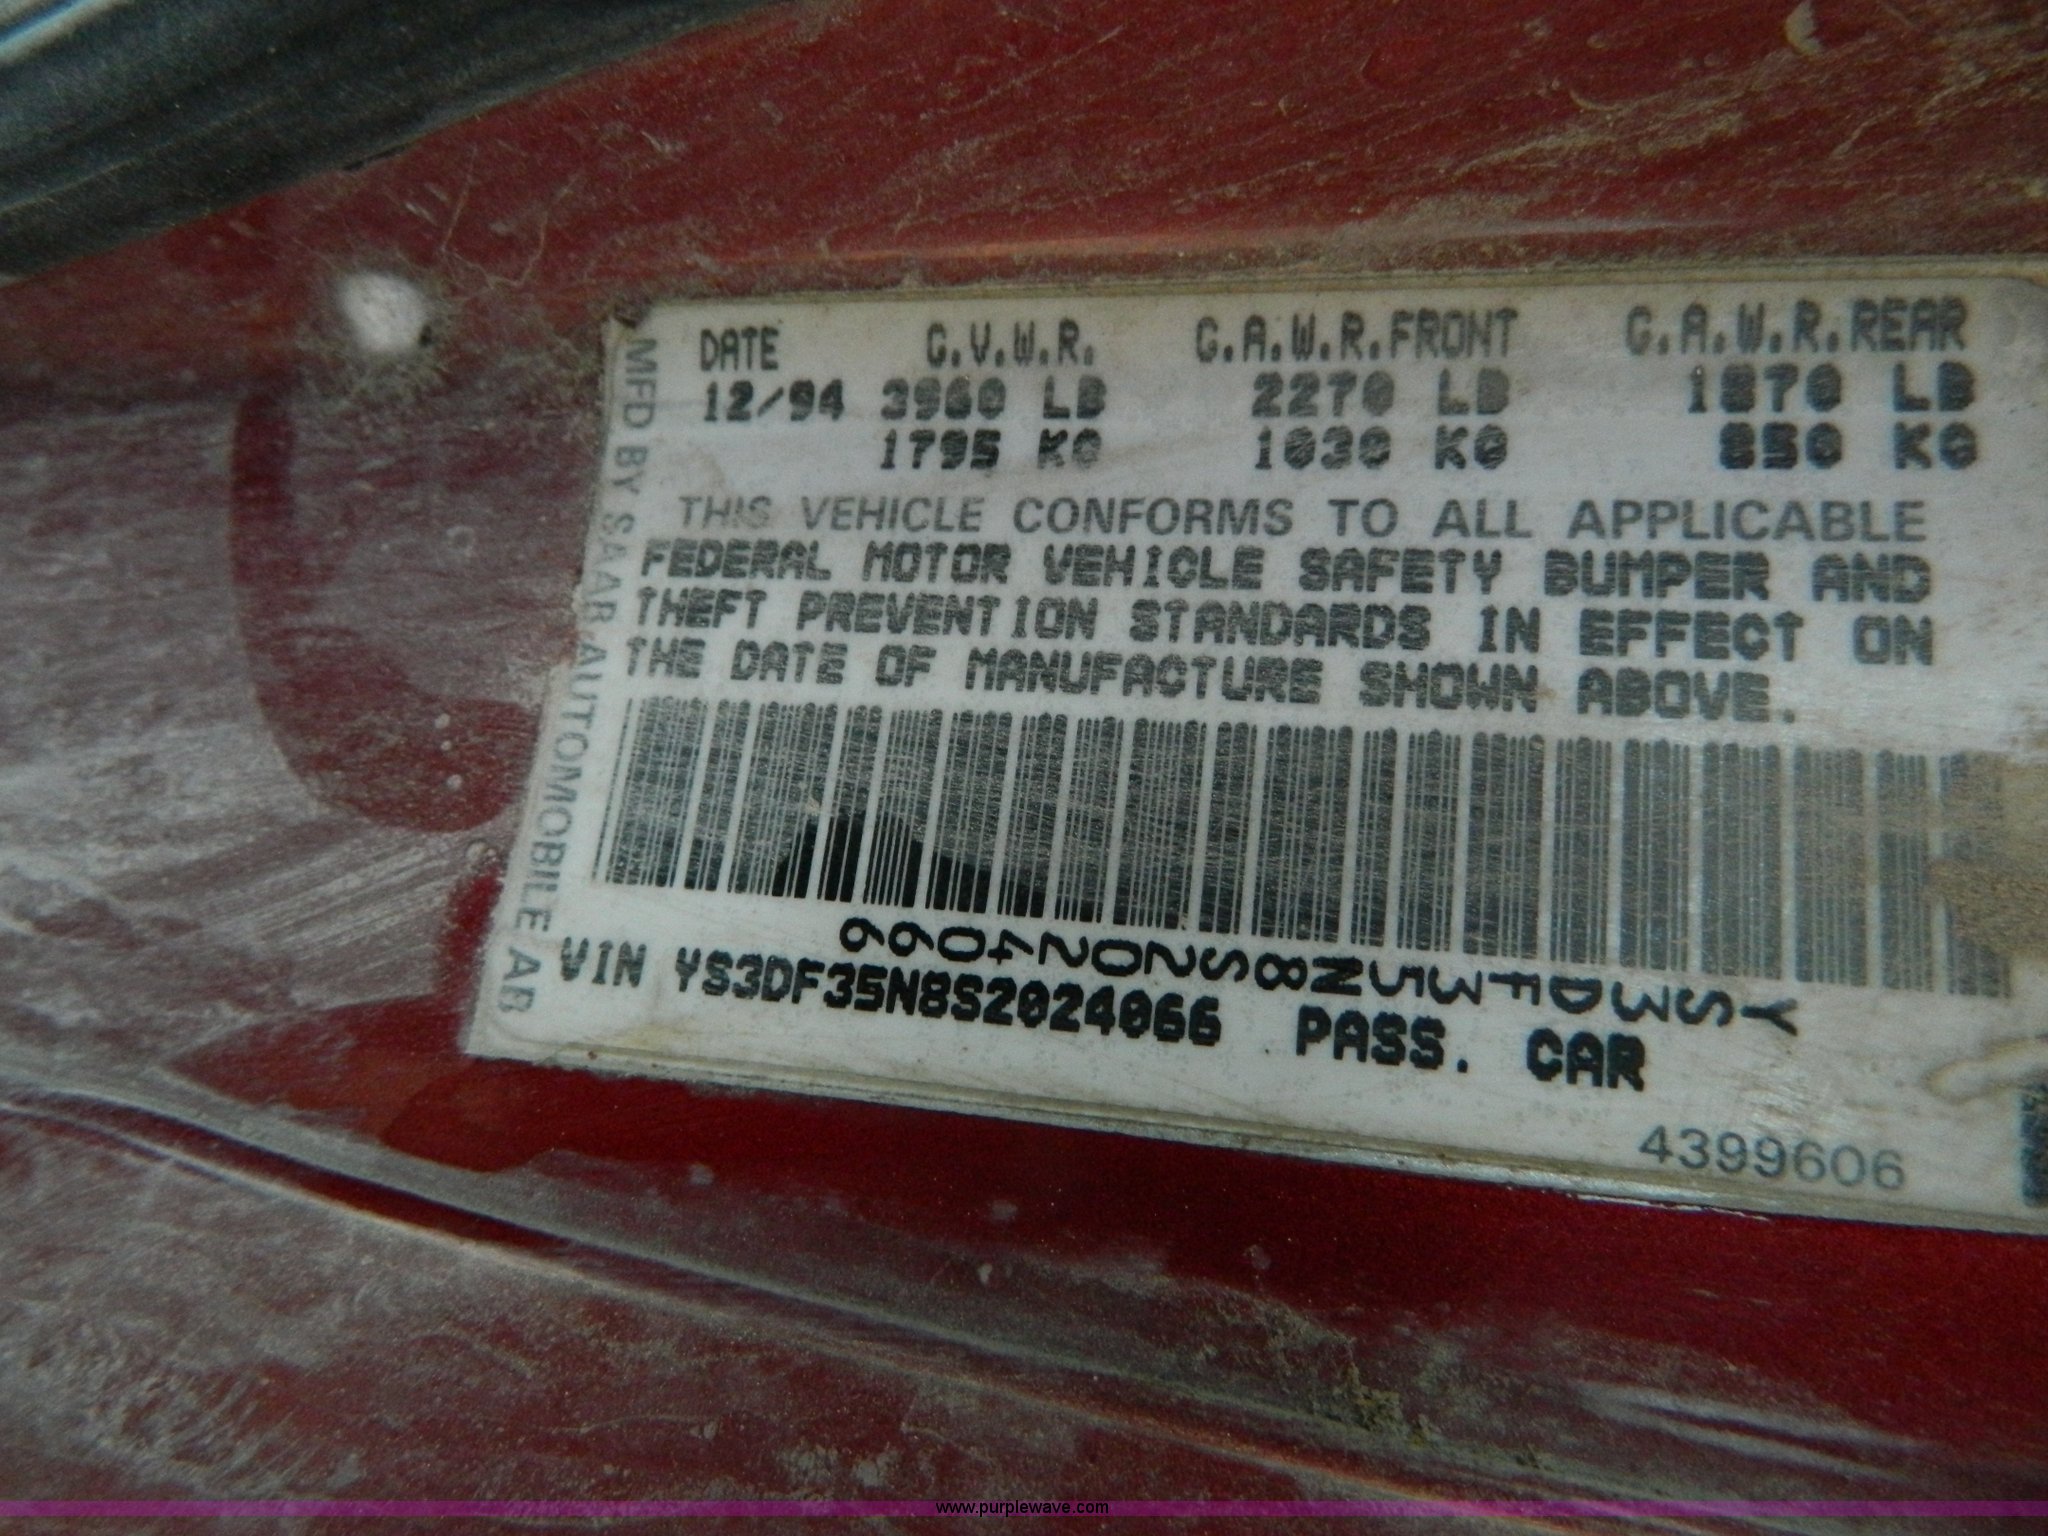 DATE G.V.W.R. G.A.W.R.FRONT G.A.W.R.REAR
12/94 3960 LB 2270 LB 1870 LB
1795 KG 1030 KG 850 KG
THIS VEHICLE CONFORMS TO ALL APPLICABLE
FEDERAL MOTOR VEHICLE SAFETY BUMPER AND
THEFT PREVENTION STANDARDS IN EFFECT ON
THE DATE OF MANUFACTURE SHOWN ABOVE.
YS3DF35N8S2024066
VIN YS3DF35N8S2024066 PASS. CAR
4399606
MFD BY SAAB AUTOMOBILE AB
www.purplewave.com